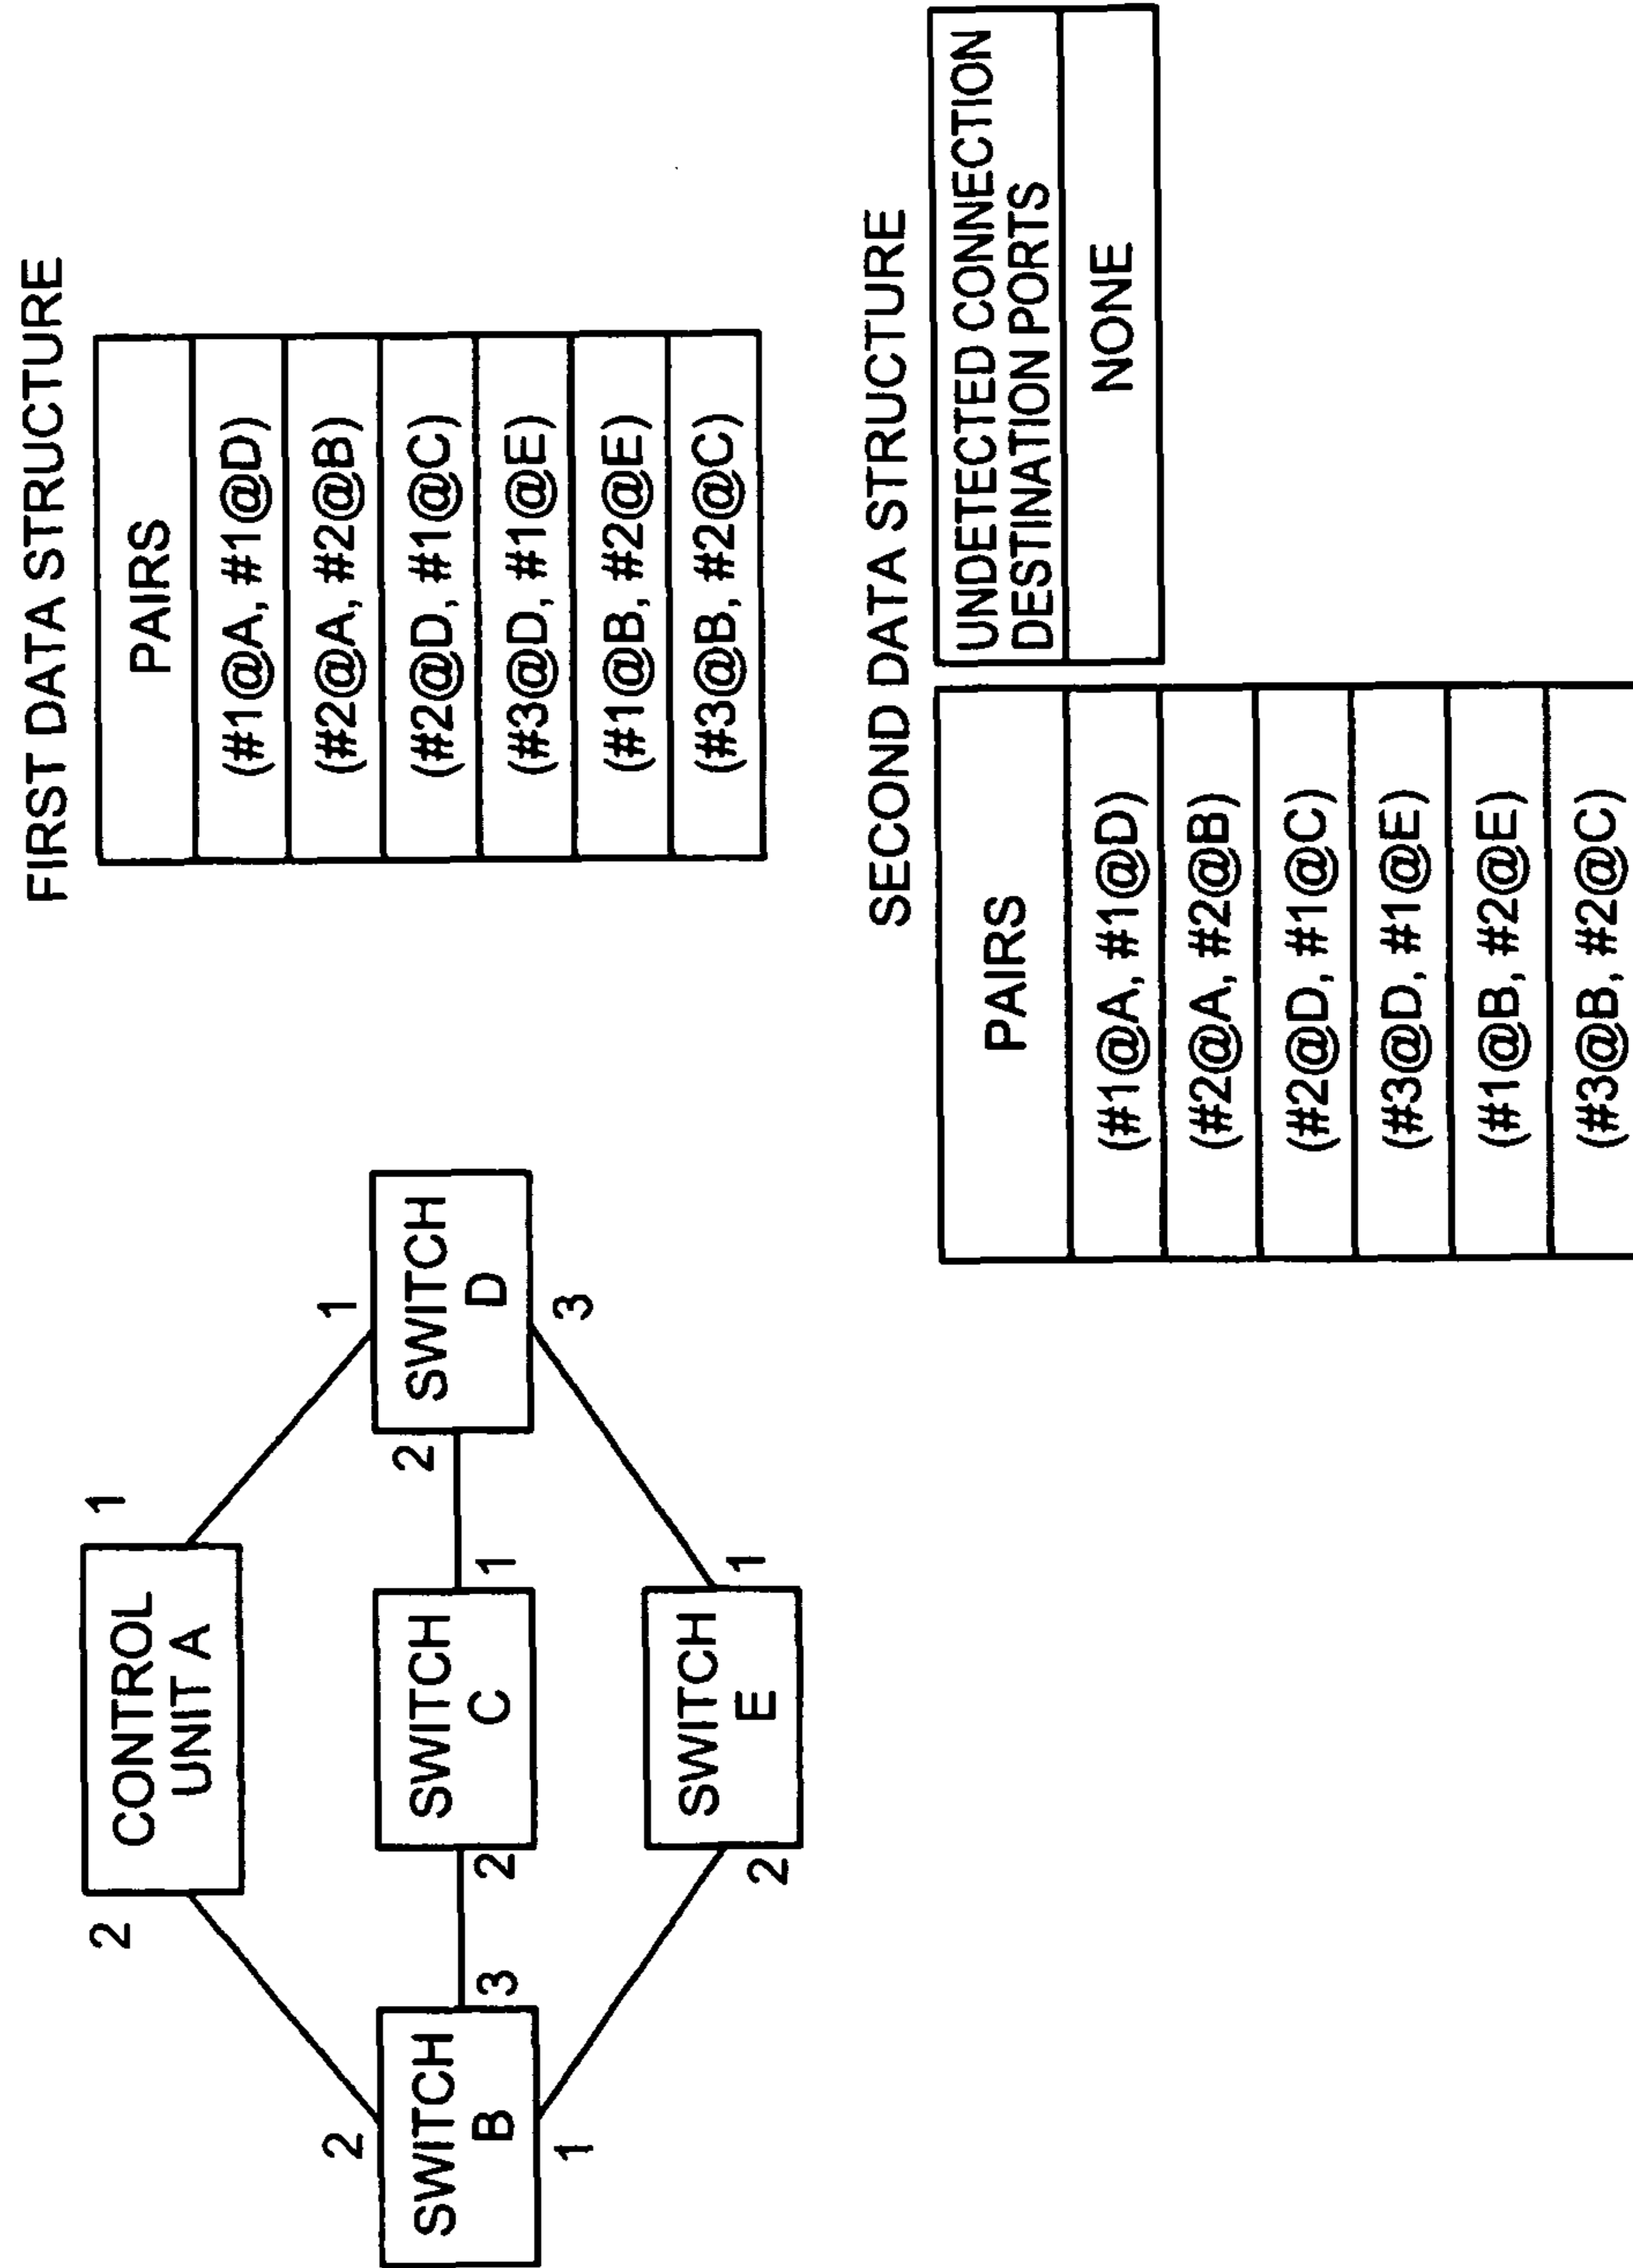 2
CONTROL
UNIT A
1
2
1
SWITCH
B
3
2
SWITCH
C
1
2
SWITCH
D
1
3
2
SWITCH
E
1
FIRST DATA STRUCTURE
PAIRS
(#1@A, #1@D)
(#2@A, #2@B)
(#2@D, #1@C)
(#3@D, #1@E)
(#1@B, #2@E)
(#3@B, #2@C)
SECOND DATA STRUCTURE
PAIRS
(#1@A, #1@D)
(#2@A, #2@B)
(#2@D, #1@C)
(#3@D, #1@E)
(#1@B, #2@E)
(#3@B, #2@C)
UNDETECTED CONNECTION
DESTINATION PORTS
NONE